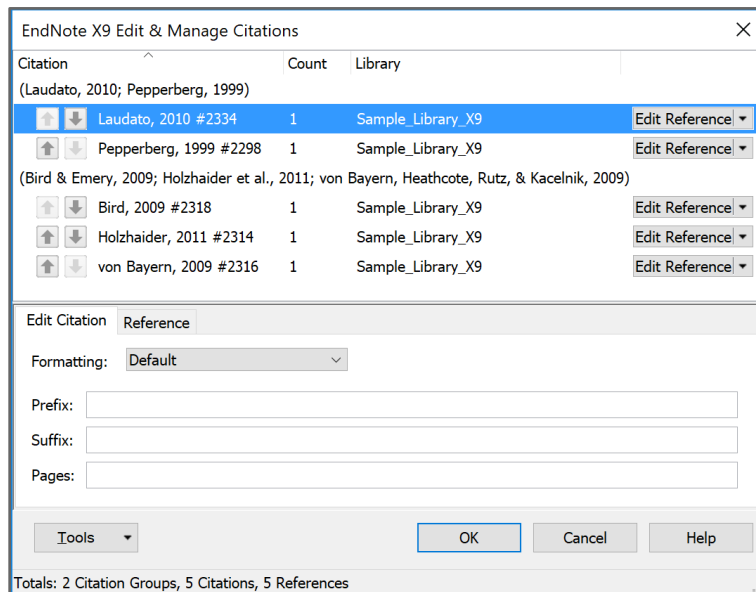 EndNote X9 Edit & Manage Citations
Citation Count Library
(Laudato, 2010; Pepperberg, 1999)
Laudato, 2010 #2334 1 Sample_Library_X9 Edit Reference
Pepperberg, 1999 #2298 1 Sample_Library_X9 Edit Reference
(Bird & Emery, 2009; Holzhaider et al., 2011; von Bayern, Heathcote, Rutz, & Kacelnik, 2009)
Bird, 2009 #2318 1 Sample_Library_X9 Edit Reference
Holzhaider, 2011 #2314 1 Sample_Library_X9 Edit Reference
von Bayern, 2009 #2316 1 Sample_Library_X9 Edit Reference
Edit Citation Reference
Formatting: Default
Prefix:
Suffix:
Pages:
Tools OK Cancel Help
Totals: 2 Citation Groups, 5 Citations, 5 References